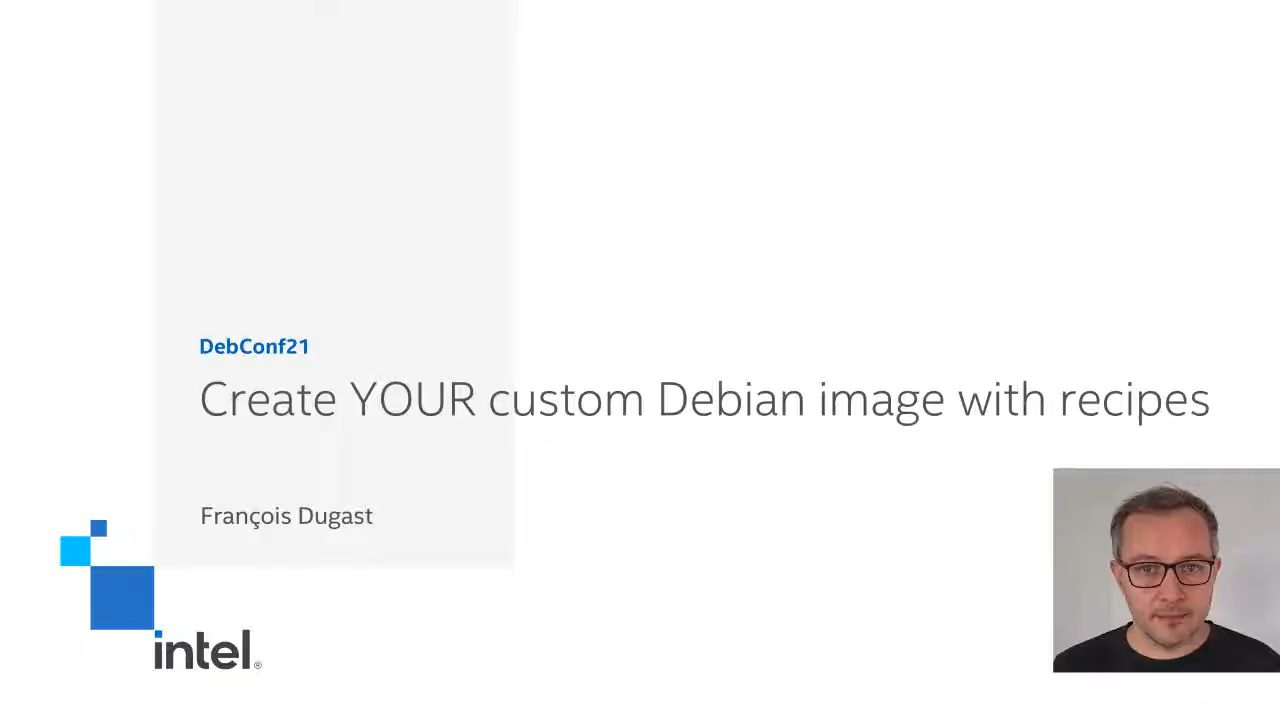 DebConf21
Create YOUR custom Debian image with recipes
François Dugast
intel®